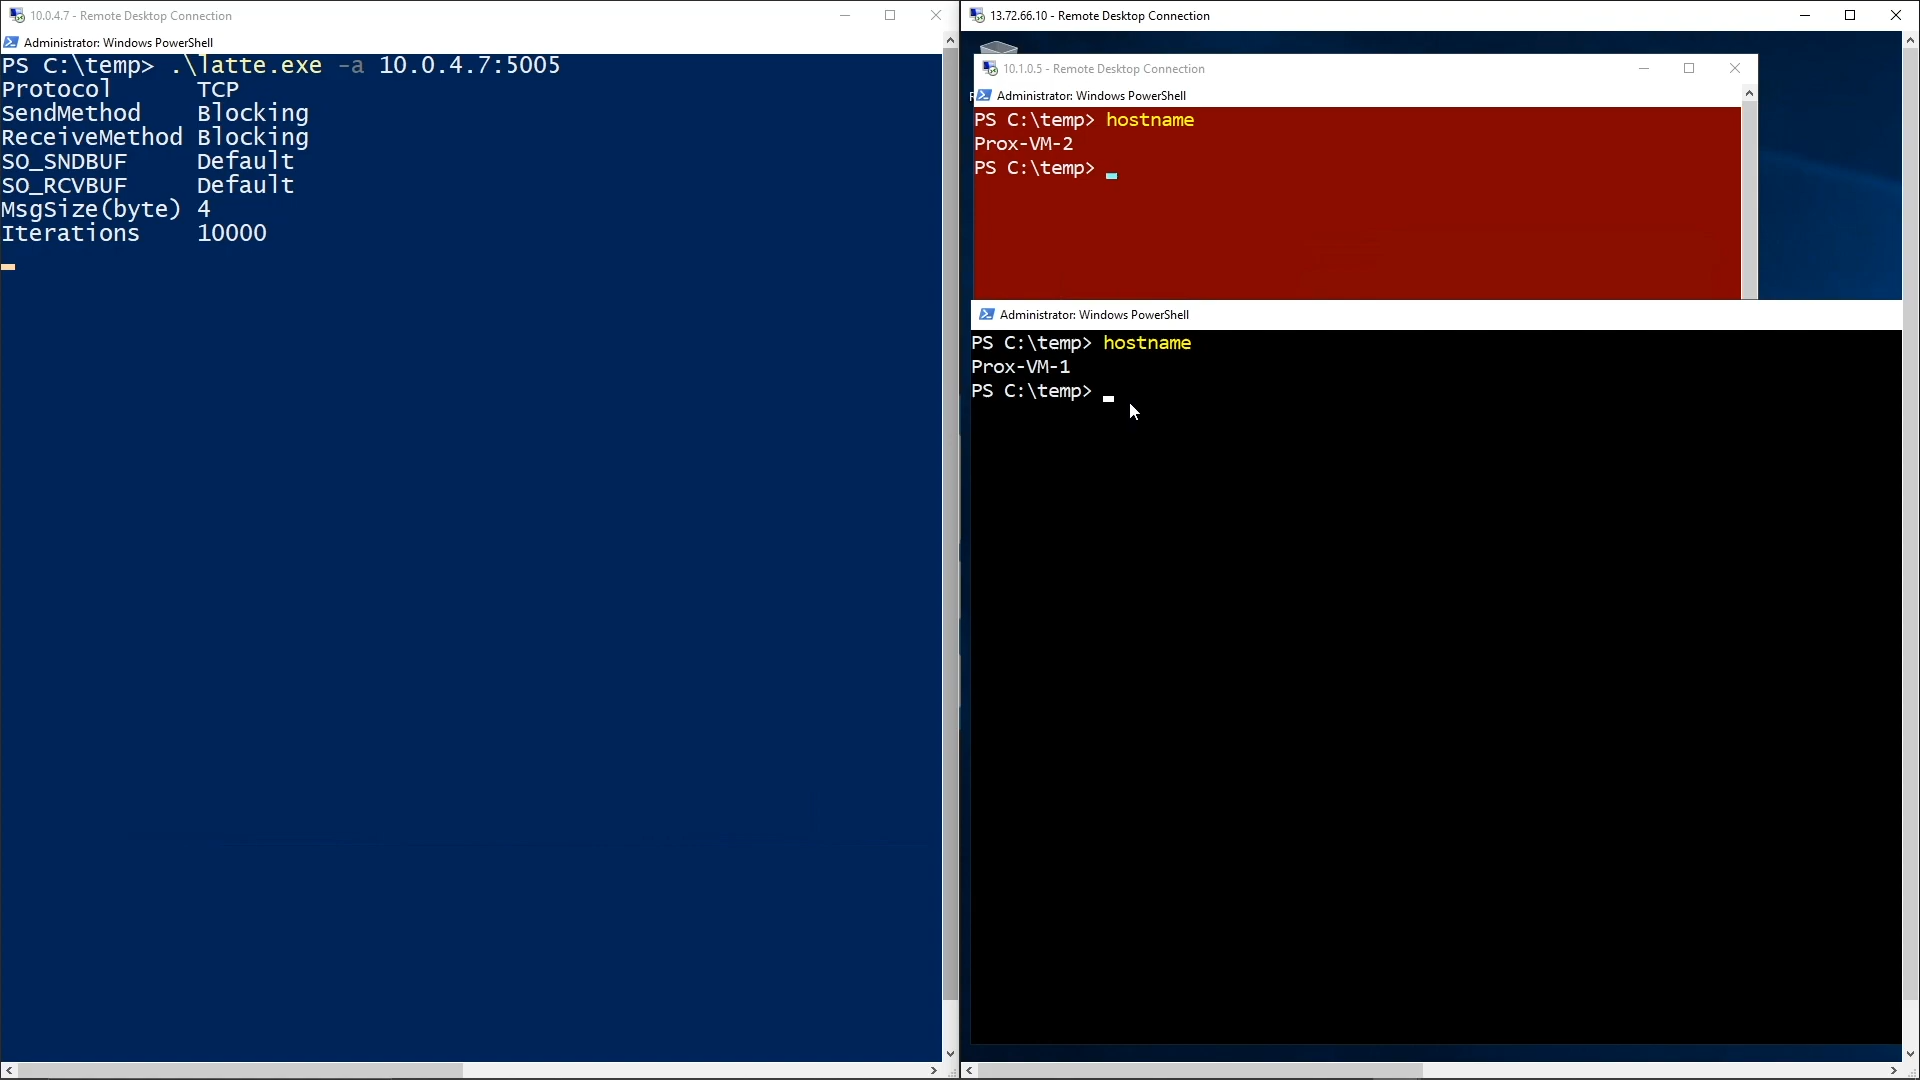 10.0.4.7 - Remote Desktop Connection
Administrator: Windows PowerShell
PS C:\temp> .\latte.exe -a 10.0.4.7:5005
Protocol TCP
SendMethod Blocking
ReceiveMethod Blocking
SO_SNDBUF Default
SO_RCVBUF Default
MsgSize(byte) 4
Iterations 10000
13.72.66.10 - Remote Desktop Connection
10.1.0.5 - Remote Desktop Connection
Administrator: Windows PowerShell
PS C:\temp> hostname
Prox-VM-2
PS C:\temp>
Administrator: Windows PowerShell
PS C:\temp> hostname
Prox-VM-1
PS C:\temp>